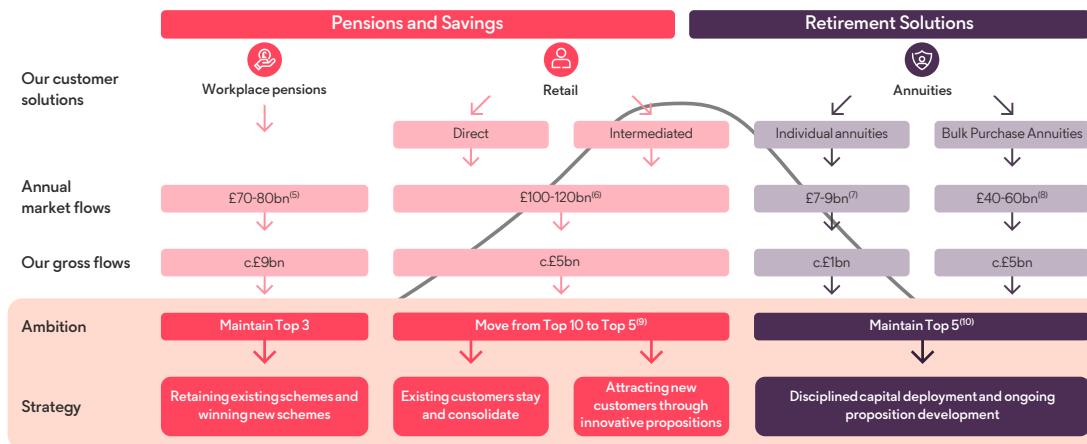 Pensions and Savings
Retirement Solutions
Our customer
solutions
Workplace pensions
Retail
Annuities
Direct
Intermediated
Individual annuities
Bulk Purchase Annuities
Annual
market flows
£70-80bn(5)
£100-120bn(6)
£7-9bn(7)
£40-60bn(8)
Our gross flows
c.£9bn
c.£5bn
c.£1bn
c.£5bn
Ambition
Maintain Top 3
Move from Top 10 to Top 5(9)
Maintain Top 5(10)
Strategy
Retaining existing schemes and
winning new schemes
Existing customers stay
and consolidate
Attracting new
customers through
innovative propositions
Disciplined capital deployment and ongoing
proposition development